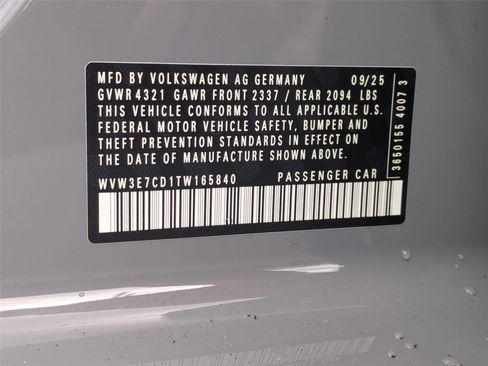 MFD BY VOLKSWAGEN AG GERMANY 09/25
GVWR 4321 GAWR FRONT 2337 / REAR 2094 LBS
THIS VEHICLE CONFORMS TO ALL APPLICABLE U.S.
FEDERAL MOTOR VEHICLE SAFETY, BUMPER AND
THEFT PREVENTION STANDARDS IN EFFECT ON
THE DATE OF MANUFACTURE SHOWN ABOVE.
WVW3E7CD1TW165840 PASSENGER CAR
3650155 4007 3